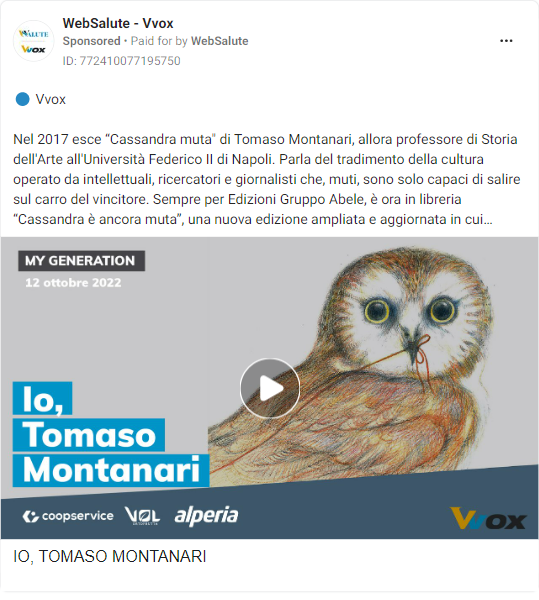 WebSalute - Vvox
Sponsored • Paid for by WebSalute
ID: 772410077195750
Vvox
Nel 2017 esce “Cassandra muta" di Tomaso Montanari, allora professore di Storia
dell'Arte all'Università Federico II di Napoli. Parla del tradimento della cultura
operato da intellettuali, ricercatori e giornalisti che, muti, sono solo capaci di salire
sul carro del vincitore. Sempre per Edizioni Gruppo Abele, è ora in libreria
“Cassandra è ancora muta”, una nuova edizione ampliata e aggiornata in cui...
MY GENERATION
12 ottobre 2022
Io,
Tomaso
Montanari
coopservice
alperia
Vvox
IO, TOMASO MONTANARI